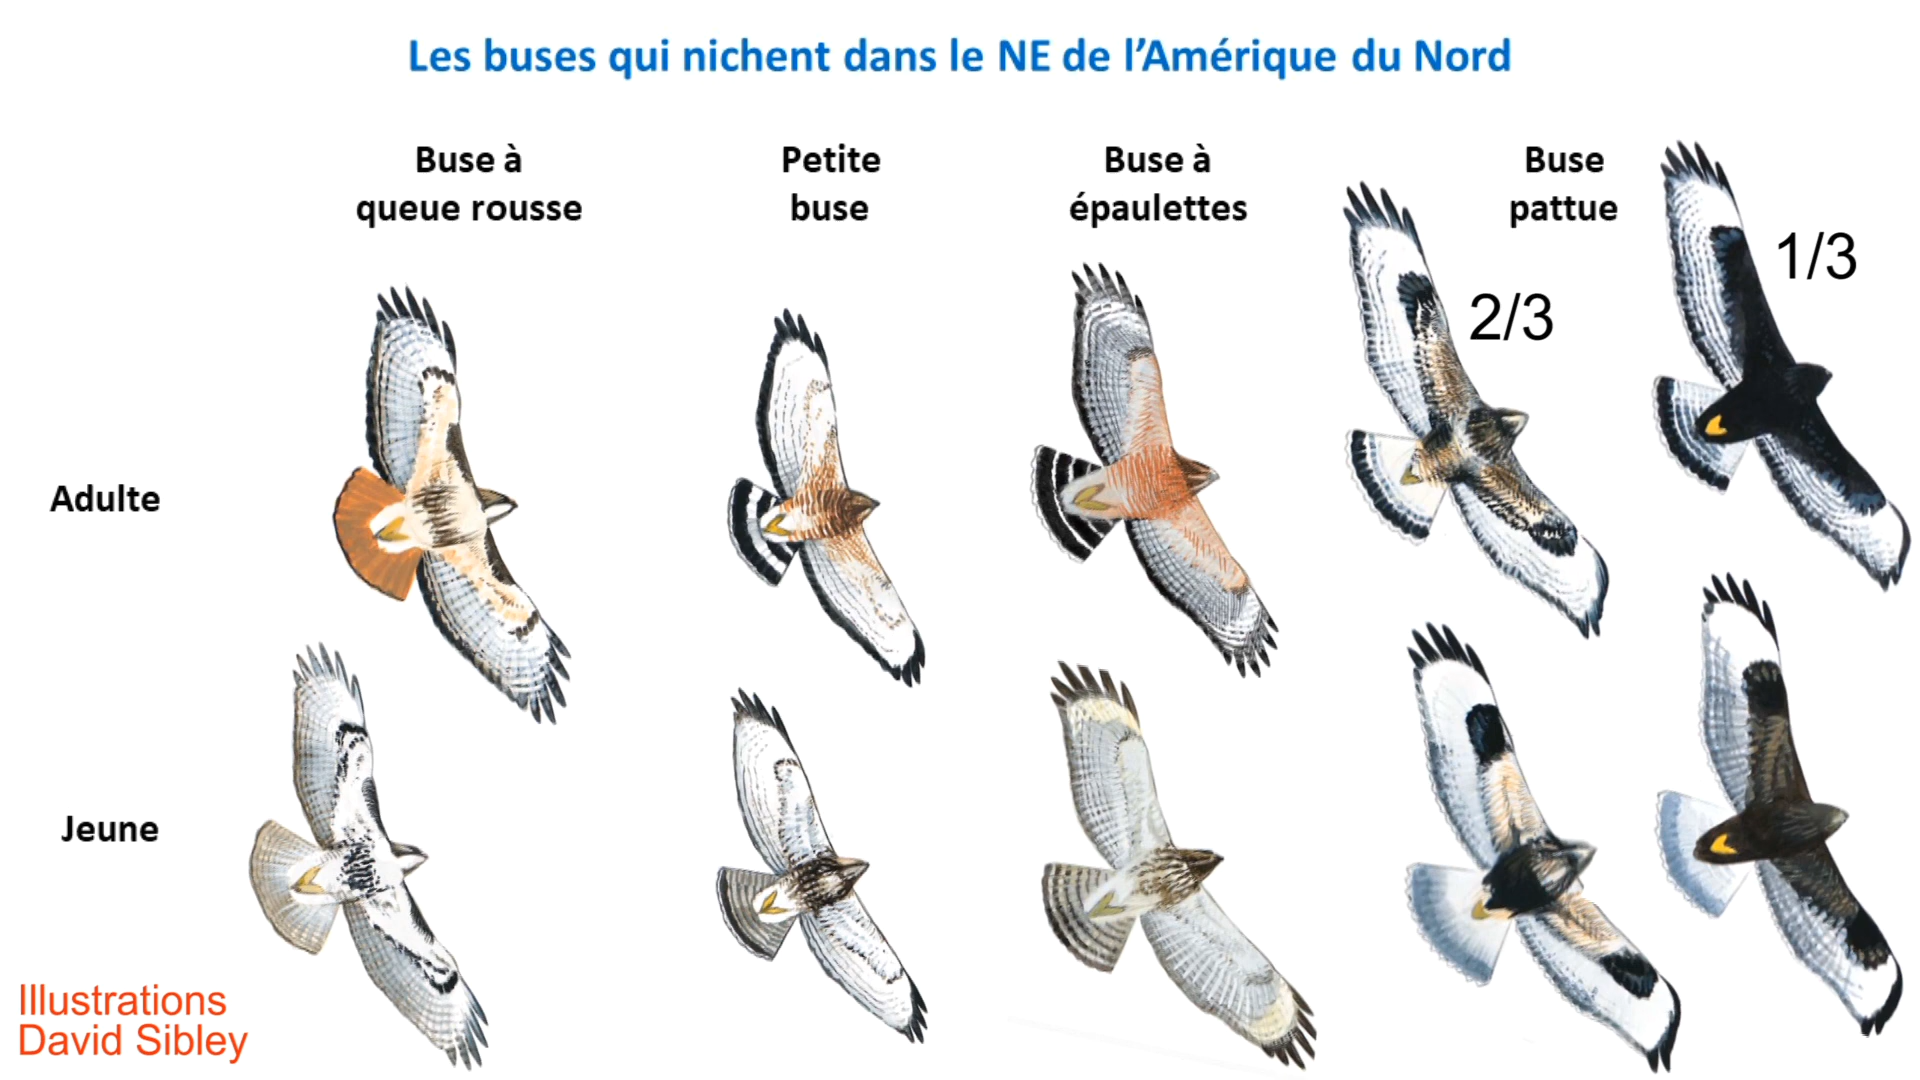 Les buses qui nichent dans le NE de l’Amérique du Nord
Buse à
queue rousse
Petite
buse
Buse à
épaulettes
Buse
pattue
2/3
1/3
Adulte
Jeune
Illustrations
David Sibley